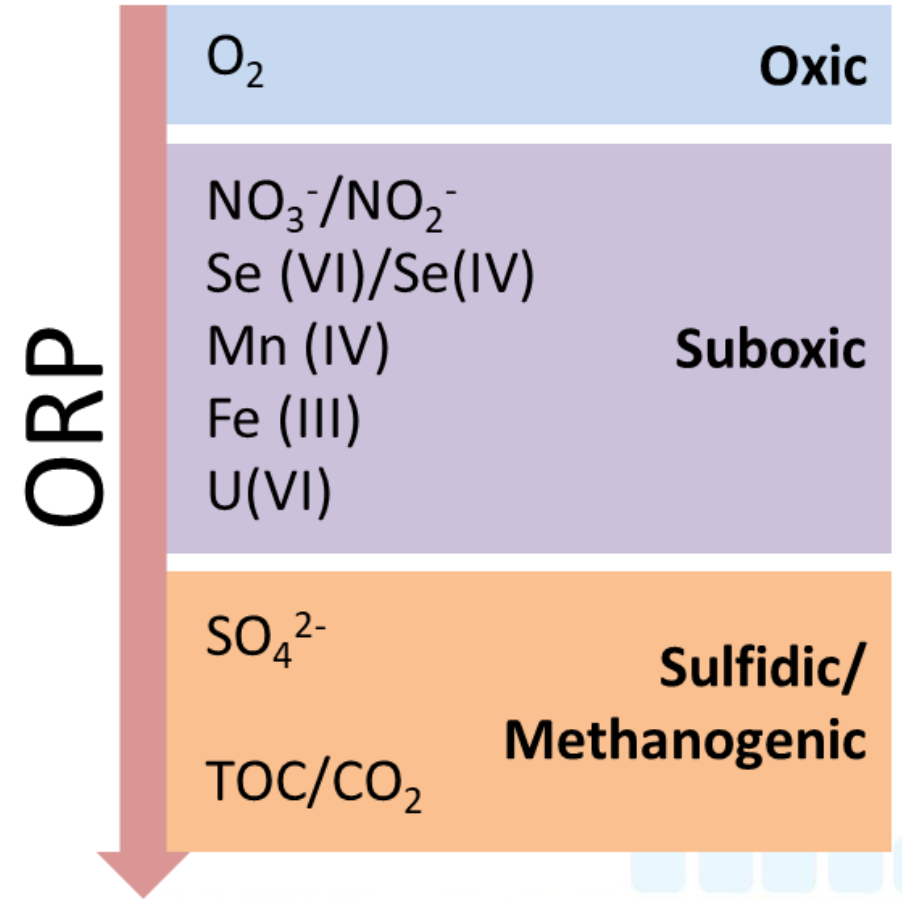 ORP
O₂
Oxic
NO₃⁻/NO₂⁻
Se (VI)/Se(IV)
Mn (IV)
Suboxic
Fe (III)
U(VI)
SO₄²⁻
Sulfidic/
Methanogenic
TOC/CO₂